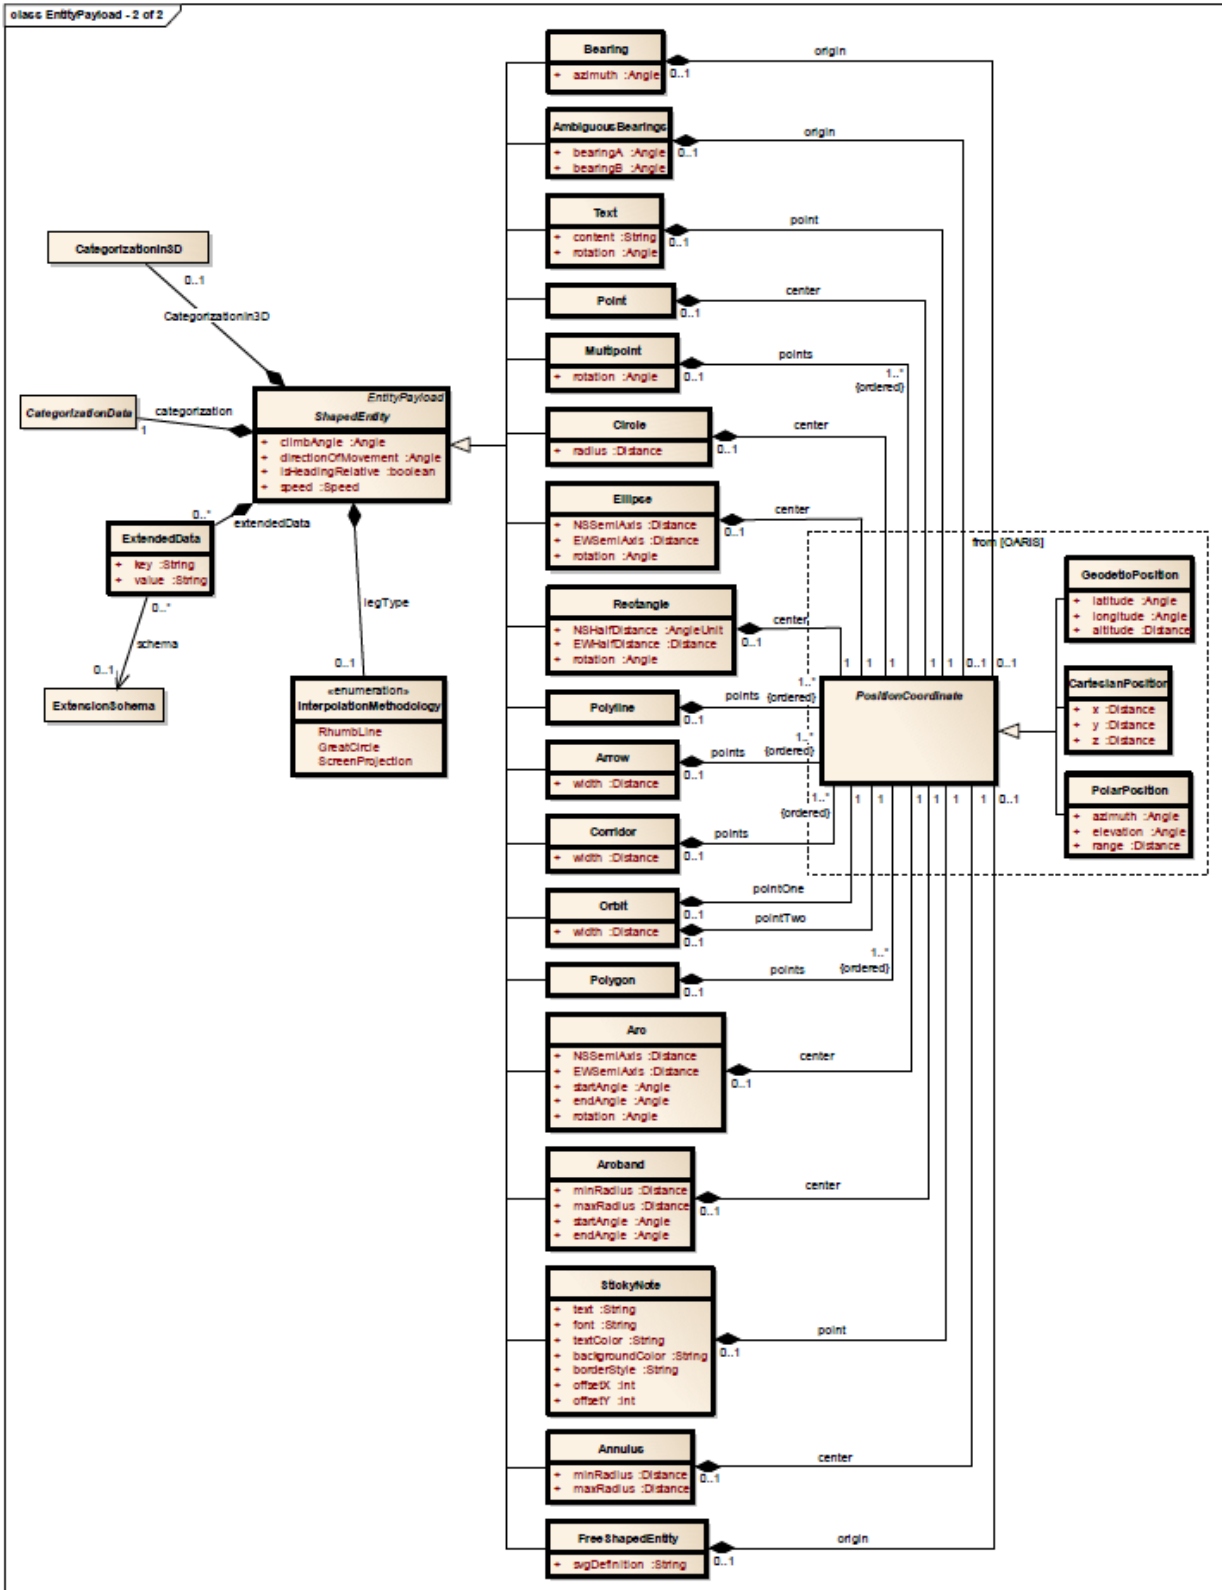 class EntityPayload - 2 of 2
Bearing
+ azimuth :Angle
0..1
origin
AmbiguousBearings
+ bearingA :Angle
+ bearingB :Angle
0..1
origin
Text
+ content :String
+ rotation :Angle
0..1
point
Point
0..1
center
Multipoint
+ rotation :Angle
0..1
points
1..*
{ordered}
Circle
+ radius :Distance
0..1
center
Ellipse
+ NSSemiAxis :Distance
+ EWSemiAxis :Distance
+ rotation :Angle
0..1
center
Rectangle
+ NSHalfDistance :AngleUnit
+ EWHalfDistance :Distance
+ rotation :Angle
0..1
center
Polyline
0..1
points
1..*
{ordered}
Arrow
+ width :Distance
0..1
points
1..*
{ordered}
Corridor
+ width :Distance
0..1
points
1..*
{ordered}
Orbit
+ width :Distance
0..1
pointOne
0..1
pointTwo
Polygon
0..1
points
1..*
{ordered}
Arc
+ NSSemiAxis :Distance
+ EWSemiAxis :Distance
+ startAngle :Angle
+ endAngle :Angle
+ rotation :Angle
0..1
center
Arcband
+ minRadius :Distance
+ maxRadius :Distance
+ startAngle :Angle
+ endAngle :Angle
0..1
center
StickyNote
+ text :String
+ font :String
+ textColor :String
+ backgroundColor :String
+ borderStyle :String
+ offsetX :int
+ offsetY :int
0..1
point
Annulus
+ minRadius :Distance
+ maxRadius :Distance
0..1
center
FreeShapedEntity
+ svgDefinition :String
0..1
origin
CategorizationIn3D
0..1
CategorizationIn3D
CategorizationData
categorization
1
EntityPayload
ShapedEntity
+ climbAngle :Angle
+ directionOfMovement :Angle
+ isHeadingRelative :boolean
+ speed :Speed
0..*
extendedData
ExtendedData
+ key :String
+ value :String
0..*
schema
0..1
ExtensionSchema
legType
0..1
«enumeration»
InterpolationMethodology
RhumbLine
GreatCircle
ScreenProjection
from [OARIS]
1 1 1 1 1 1 0..1 0..1
PositionCoordinate
1 1 1 1 1 1 1 0..1
GeodeticPosition
+ latitude :Angle
+ longitude :Angle
+ altitude :Distance
CartesianPosition
+ x :Distance
+ y :Distance
+ z :Distance
PolarPosition
+ azimuth :Angle
+ elevation :Angle
+ range :Distance